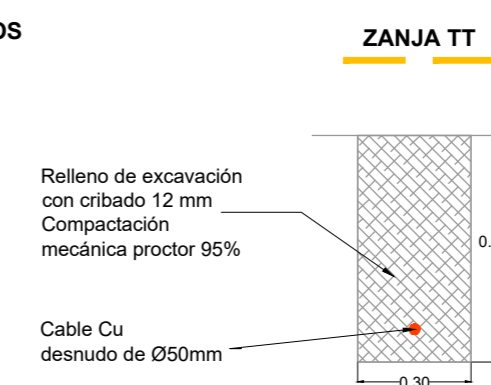 OS
ZANJA TT
Relleno de excavación
con cribado 12 mm
Compactación
mecánica proctor 95%
0.
Cable Cu
desnudo de Ø50mm
0.30